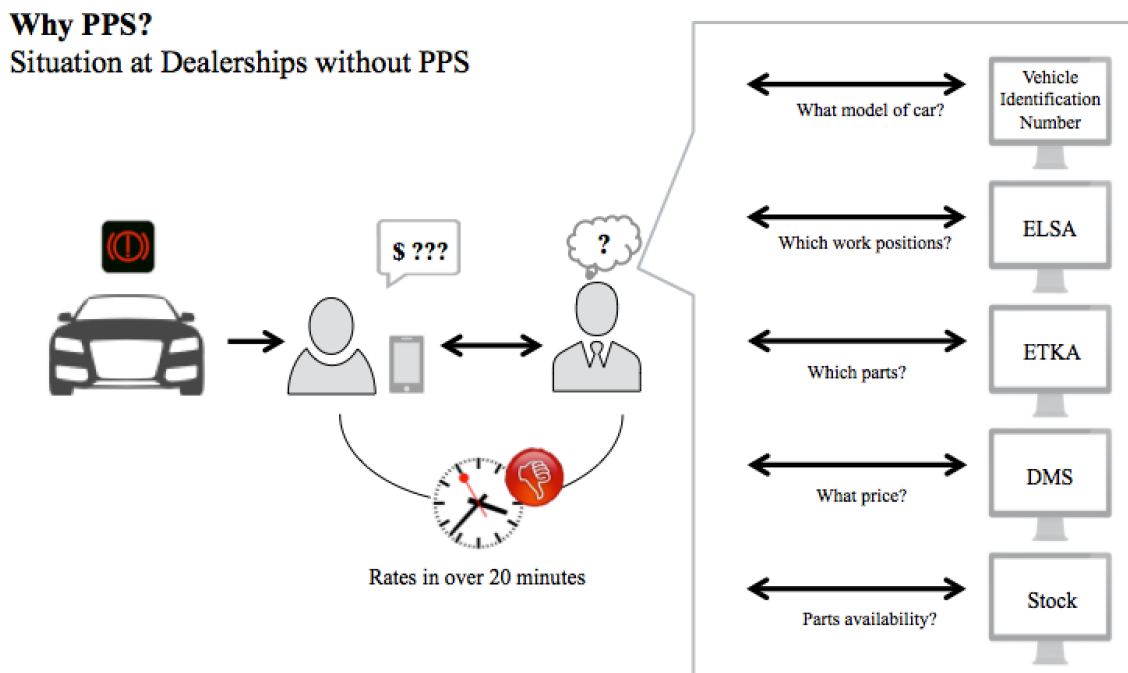 Why PPS?
Situation at Dealerships without PPS
$ ???
?
Rates in over 20 minutes
What model of car?
Vehicle
Identification
Number
Which work positions?
ELSA
Which parts?
ETKA
What price?
DMS
Parts availability?
Stock